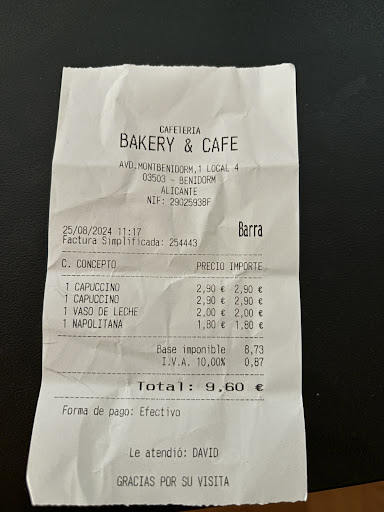 CAFETERIA
BAKERY & CAFE
AVD.MONTBENIDORM,1 LOCAL 4
03503 - BENIDORM
ALICANTE
NIF: 29025938F
25/08/2024 11:17 Barra
Factura Simplificada: 254443
C. CONCEPTO PRECIO IMPORTE
1 CAPUCCINO 2,90 € 2,90 €
1 CAPUCCINO 2,90 € 2,90 €
1 VASO DE LECHE 2,00 € 2,00 €
1 NAPOLITANA 1,80 € 1,80 €
Base imponible 8,73
I.V.A. 10,00% 0,87
Total: 9,60 €
Forma de pago: Efectivo
Le atendió: DAVID
GRACIAS POR SU VISITA